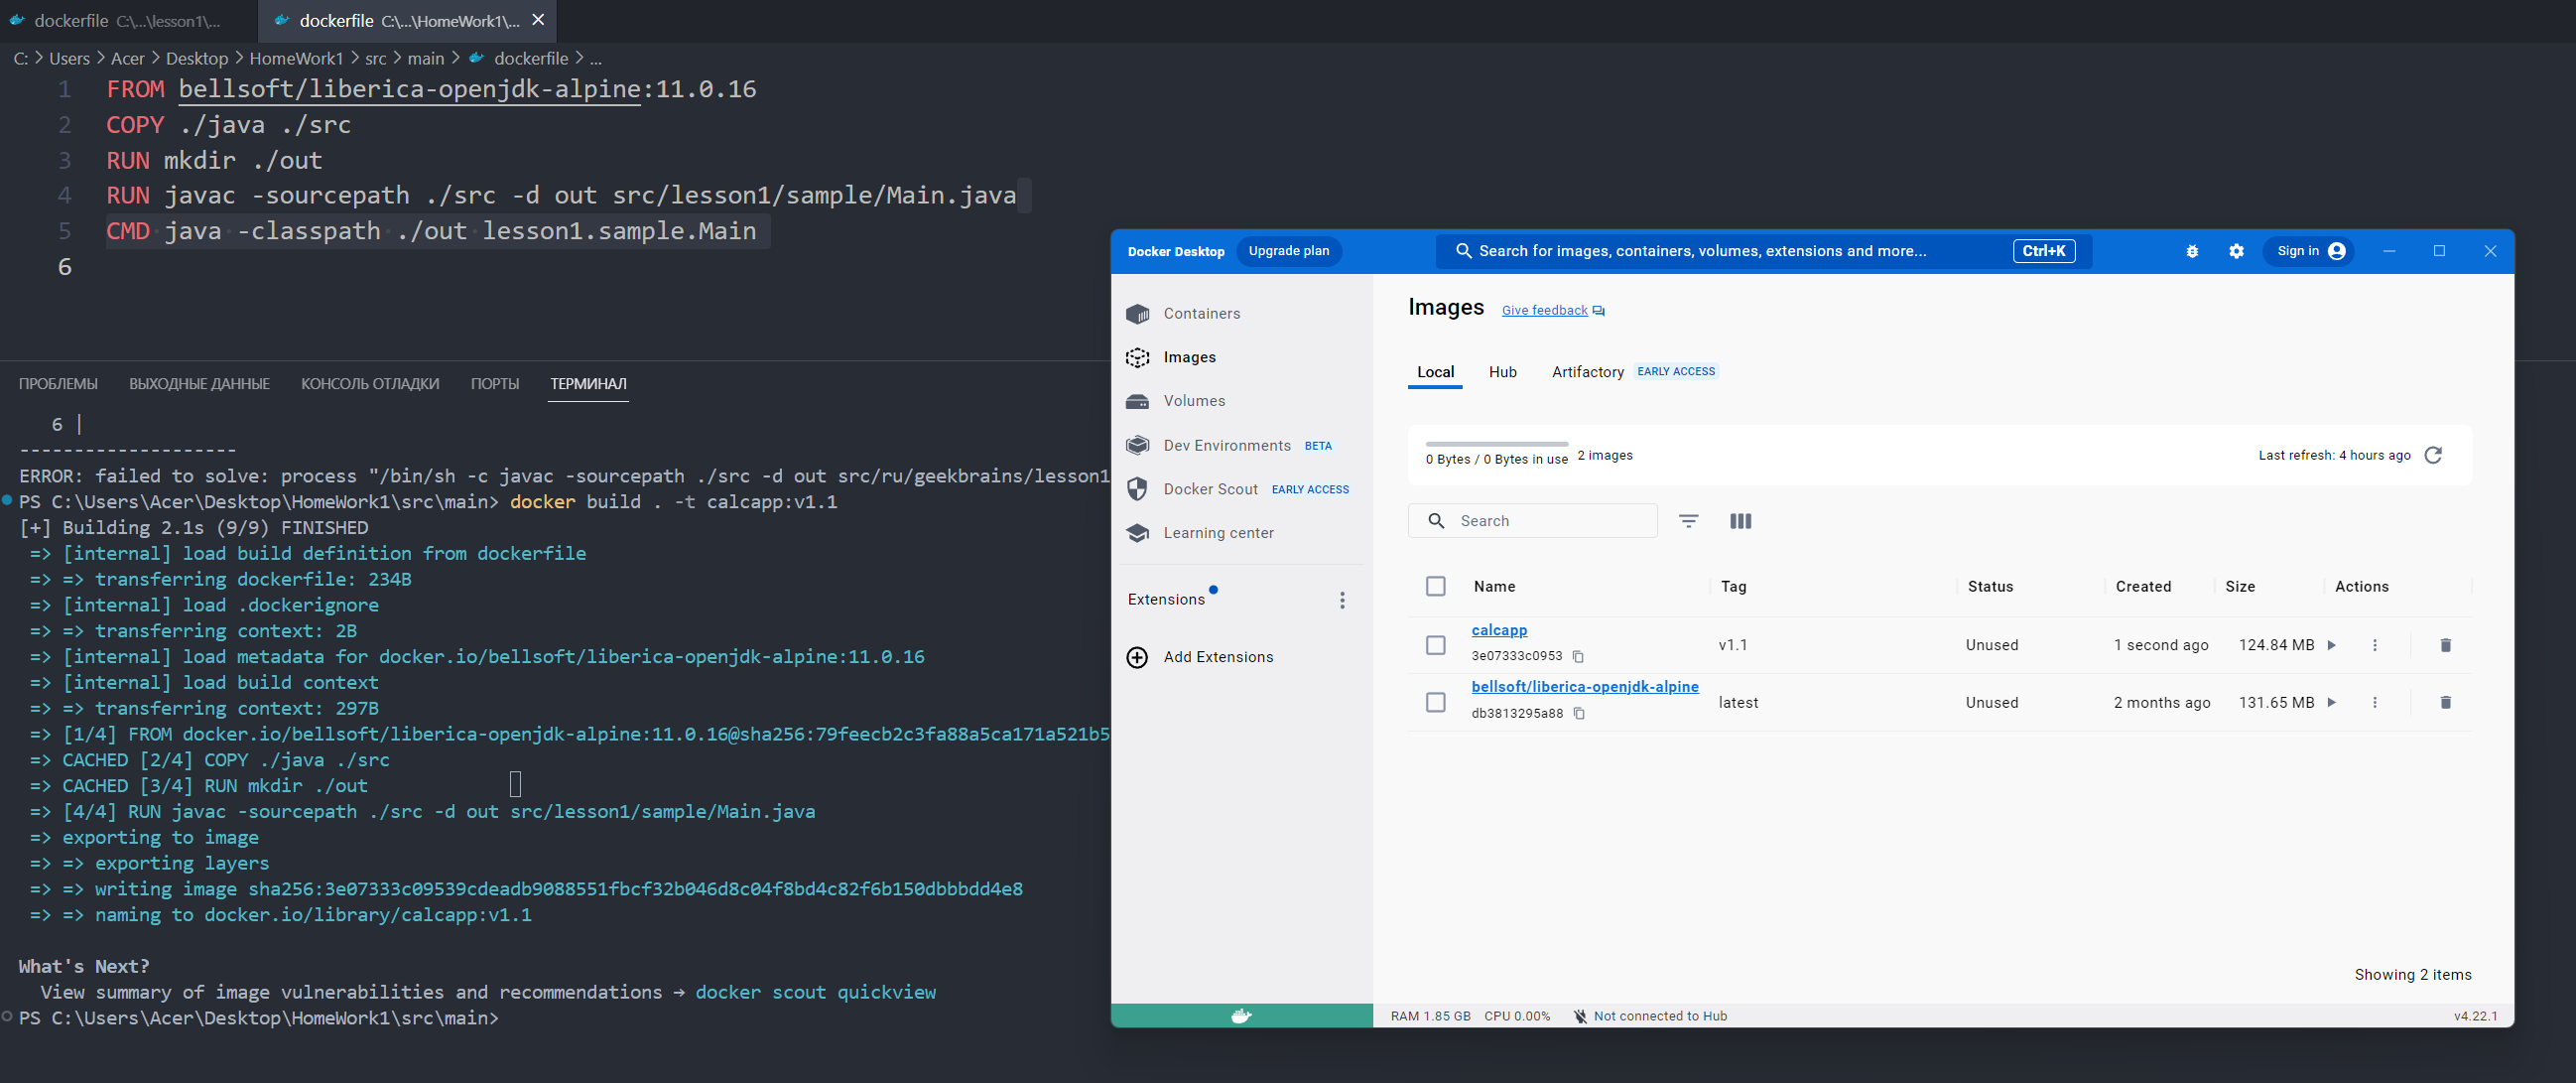 dockerfile C:\...\lesson1\...
dockerfile C:\...\HomeWork1\...
C: > Users > Acer > Desktop > HomeWork1 > src > main > dockerfile > ...
1 FROM bellsoft/liberica-openjdk-alpine:11.0.16
2 COPY ./java ./src
3 RUN mkdir ./out
4 RUN javac -sourcepath ./src -d out src/lesson1/sample/Main.java
5 CMD java -classpath ./out lesson1.sample.Main
6
ПРОБЛЕМЫ ВЫХОДНЫЕ ДАННЫЕ КОНСОЛЬ ОТЛАДКИ ПОРТЫ ТЕРМИНАЛ
6 |
--------------------
ERROR: failed to solve: process "/bin/sh -c javac -sourcepath ./src -d out src/ru/geekbrains/lesson1
PS C:\Users\Acer\Desktop\HomeWork1\src\main> docker build . -t calcapp:v1.1
[+] Building 2.1s (9/9) FINISHED
=> [internal] load build definition from dockerfile
=> => transferring dockerfile: 234B
=> [internal] load .dockerignore
=> => transferring context: 2B
=> [internal] load metadata for docker.io/bellsoft/liberica-openjdk-alpine:11.0.16
=> [internal] load build context
=> => transferring context: 297B
=> [1/4] FROM docker.io/bellsoft/liberica-openjdk-alpine:11.0.16@sha256:79feecb2c3fa88a5ca171a521b5
=> CACHED [2/4] COPY ./java ./src
=> CACHED [3/4] RUN mkdir ./out
=> [4/4] RUN javac -sourcepath ./src -d out src/lesson1/sample/Main.java
=> exporting to image
=> => exporting layers
=> => writing image sha256:3e07333c09539cdeadb9088551fbcf32b046d8c04f8bd4c82f6b150dbbbdd4e8
=> => naming to docker.io/library/calcapp:v1.1
What's Next?
View summary of image vulnerabilities and recommendations → docker scout quickview
PS C:\Users\Acer\Desktop\HomeWork1\src\main>
Docker Desktop Upgrade plan Search for images, containers, volumes, extensions and more... Ctrl+K Sign in
Containers
Images
Volumes
Dev Environments BETA
Docker Scout EARLY ACCESS
Learning center
Extensions
Add Extensions
Images Give feedback
Local Hub Artifactory EARLY ACCESS
0 Bytes / 0 Bytes in use 2 images Last refresh: 4 hours ago
Search
Name Tag Status Created Size Actions
calcapp
3e07333c0953 v1.1 Unused 1 second ago 124.84 MB
bellsoft/liberica-openjdk-alpine
db3813295a88 latest Unused 2 months ago 131.65 MB
Showing 2 items
RAM 1.85 GB CPU 0.00% Not connected to Hub v4.22.1